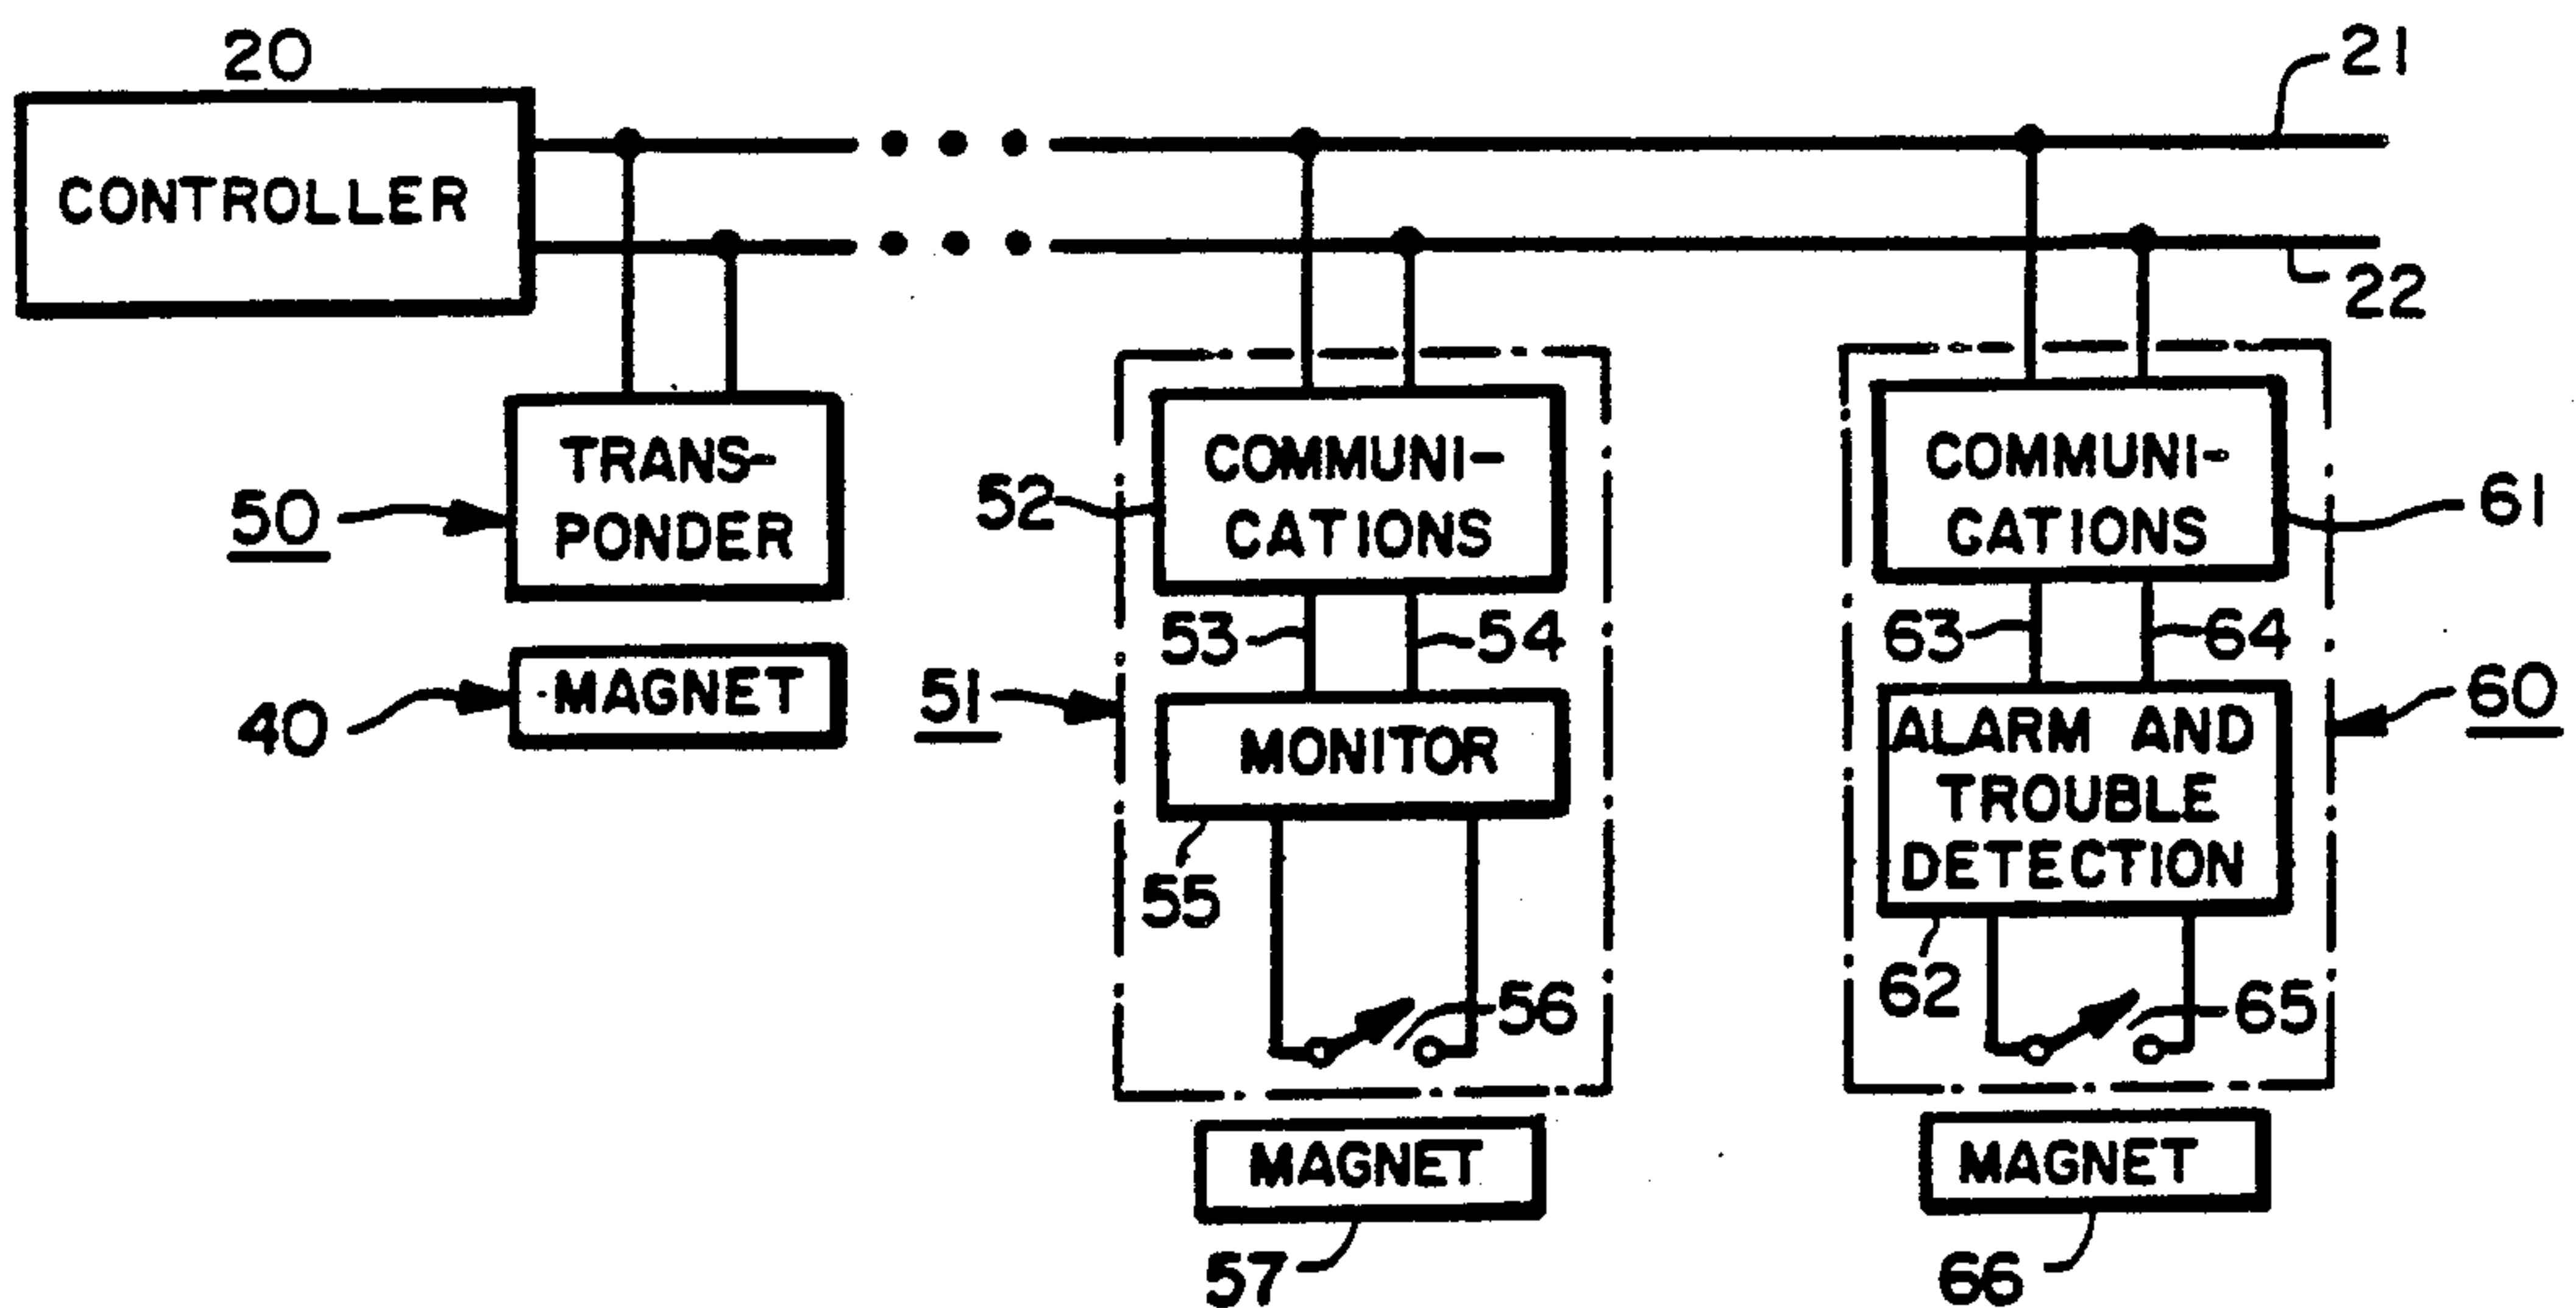 20
21
CONTROLLER
22
TRANS-
PONDER
50
MAGNET
40
COMMUNI-
CATIONS
52
53
54
51
MONITOR
55
56
MAGNET
57
COMMUNI-
CATIONS
61
63
64
60
ALARM AND
TROUBLE
DETECTION
62
65
MAGNET
66